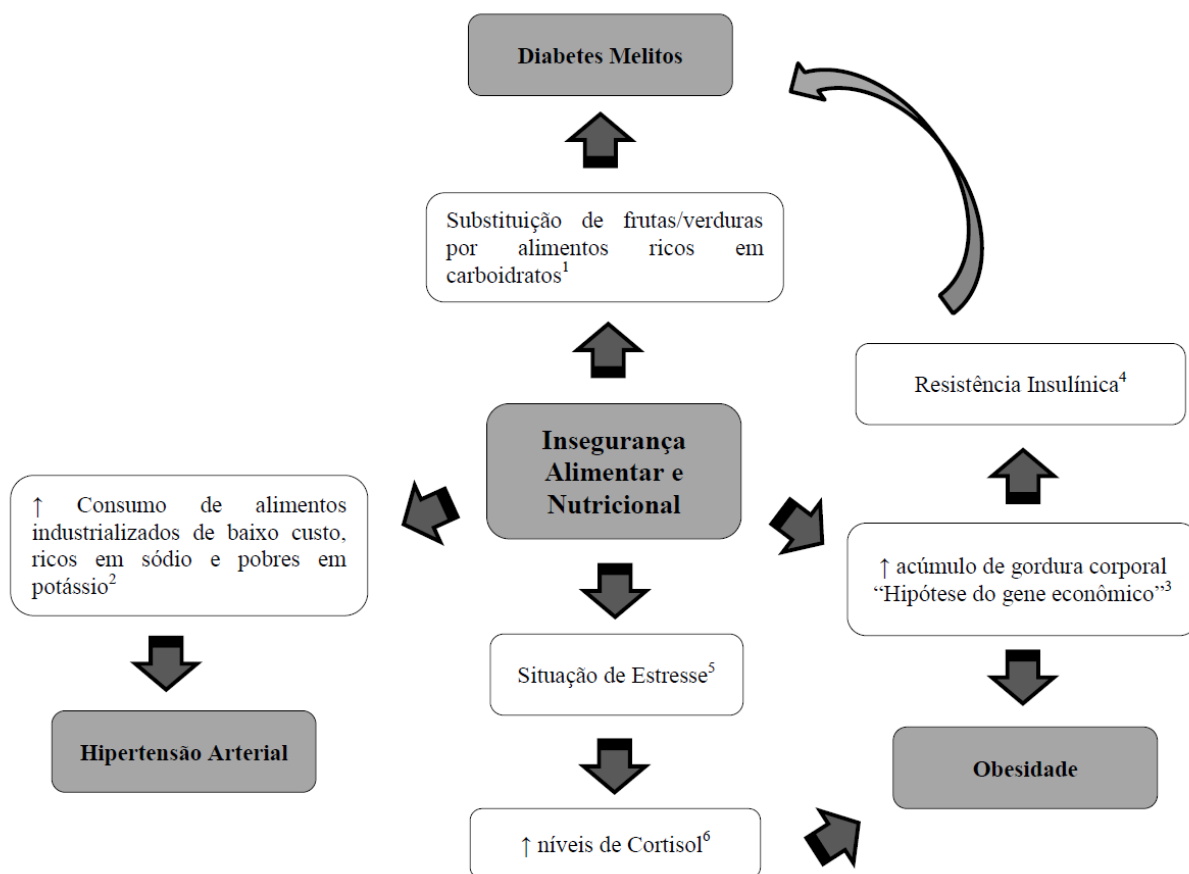 Diabetes Melitos
Substituição de frutas/verduras
por alimentos ricos em
carboidratos1
Resistência Insulínica4
Insegurança
Alimentar e
Nutricional
↑ Consumo de alimentos
industrializados de baixo custo,
ricos em sódio e pobres em
potássio2
↑ acúmulo de gordura corporal
“Hipótese do gene econômico”3
Situação de Estresse5
Hipertensão Arterial
Obesidade
↑ níveis de Cortisol6